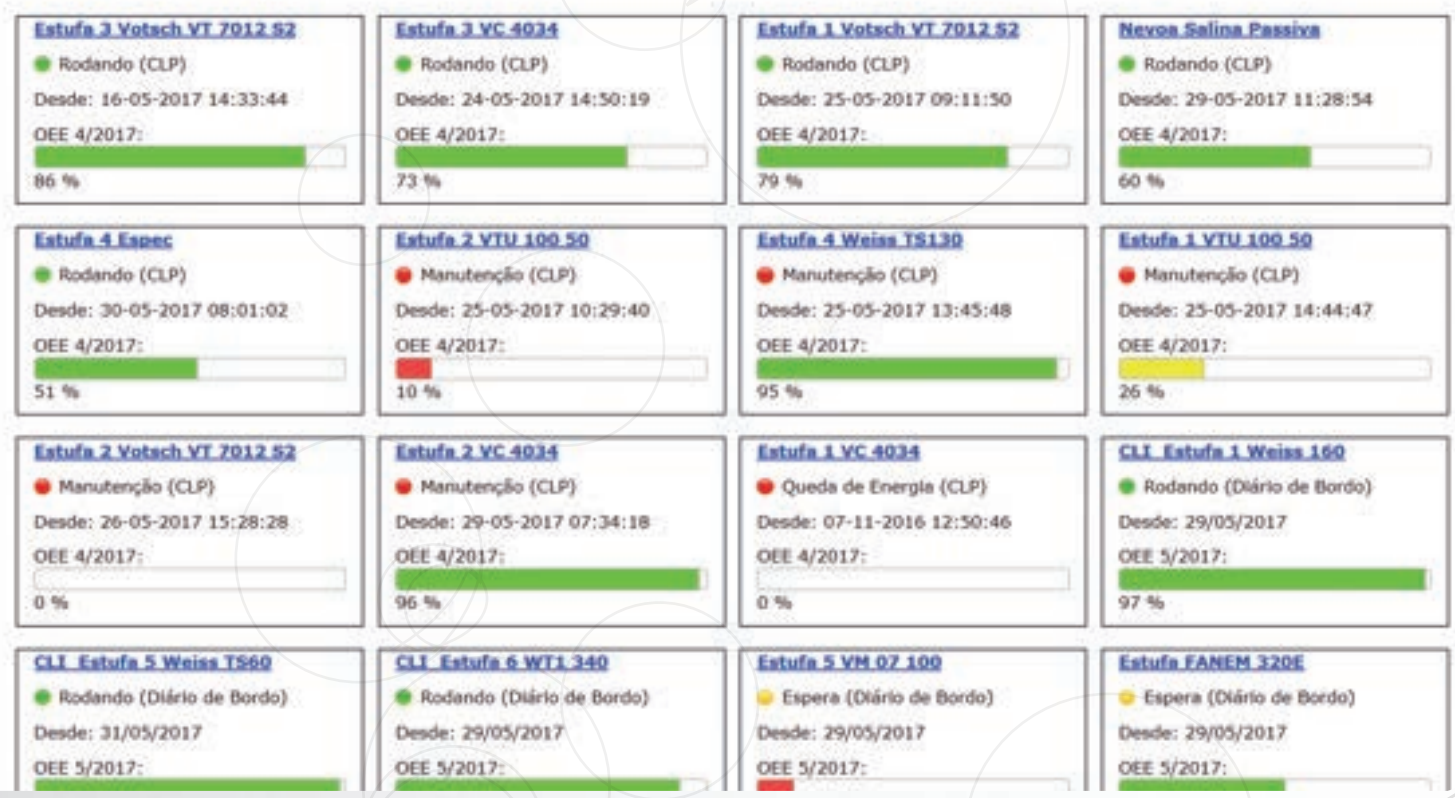 Estufa 3 Votsch VT 7012 S2
Rodando (CLP)
Desde: 16-05-2017 14:33:44
OEE 4/2017:
86 %
Estufa 3 VC 4034
Rodando (CLP)
Desde: 24-05-2017 14:50:19
OEE 4/2017:
73 %
Estufa 1 Votsch VT 7012 S2
Rodando (CLP)
Desde: 25-05-2017 09:11:50
OEE 4/2017:
79 %
Nevoa Salina Passiva
Rodando (CLP)
Desde: 29-05-2017 11:28:54
OEE 4/2017:
60 %
Estufa 4 Espec
Rodando (CLP)
Desde: 30-05-2017 08:01:02
OEE 4/2017:
51 %
Estufa 2 VTU 100 50
Manutenção (CLP)
Desde: 25-05-2017 10:29:40
OEE 4/2017:
10 %
Estufa 4 Weiss TS130
Manutenção (CLP)
Desde: 25-05-2017 13:45:48
OEE 4/2017:
95 %
Estufa 1 VTU 100 50
Manutenção (CLP)
Desde: 25-05-2017 14:44:47
OEE 4/2017:
26 %
Estufa 2 Votsch VT 7012 S2
Manutenção (CLP)
Desde: 26-05-2017 15:28:28
OEE 4/2017:
0 %
Estufa 2 VC 4034
Manutenção (CLP)
Desde: 29-05-2017 07:34:18
OEE 4/2017:
96 %
Estufa 1 VC 4034
Queda de Energia (CLP)
Desde: 07-11-2016 12:50:46
OEE 4/2017:
0 %
CLI_Estufa 1 Weiss 160
Rodando (Diário de Bordo)
Desde: 29/05/2017
OEE 5/2017:
97 %
CLI_Estufa 5 Weiss TS60
Rodando (Diário de Bordo)
Desde: 31/05/2017
OEE 5/2017:
CLI_Estufa 6 WT1 340
Rodando (Diário de Bordo)
Desde: 29/05/2017
OEE 5/2017:
Estufa 5 VM 07 100
Espera (Diário de Bordo)
Desde: 29/05/2017
OEE 5/2017:
Estufa FANEM 320E
Espera (Diário de Bordo)
Desde: 29/05/2017
OEE 5/2017: